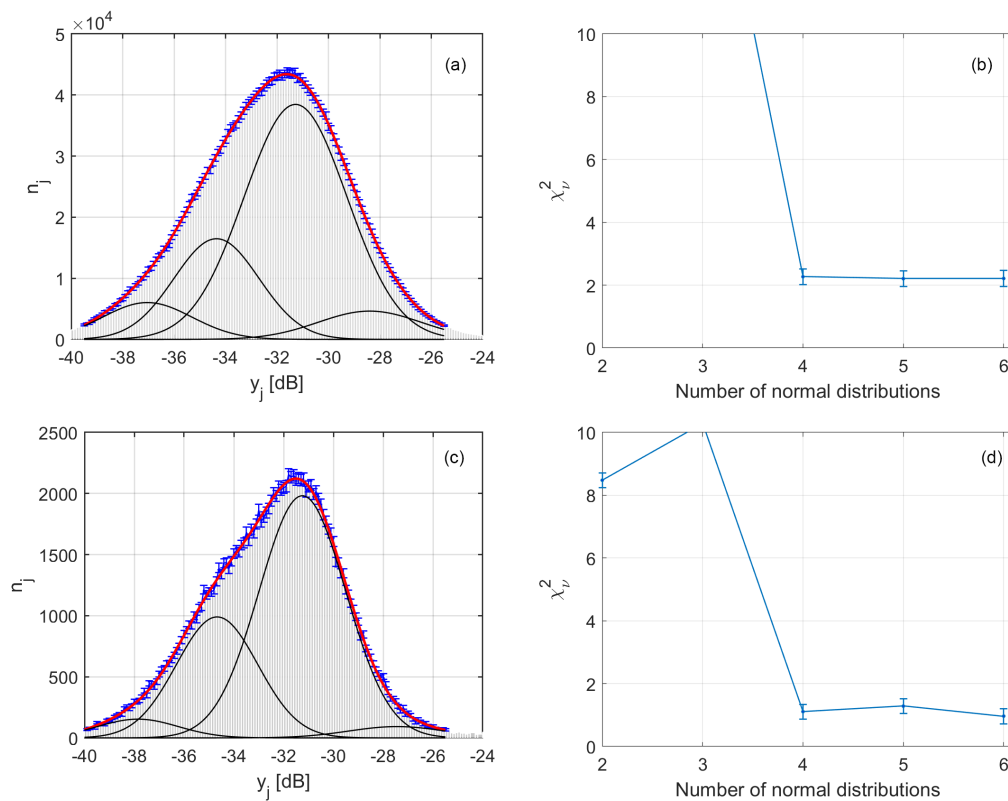 ×10⁴
(a)
5
4
3
2
1
0
n_j
-40 -38 -36 -34 -32 -30 -28 -26 -24
y_j [dB]
(b)
10
8
6
4
2
0
χ²_ν
2 3 4 5 6
Number of normal distributions
(c)
2500
2000
1500
1000
500
0
n_j
-40 -38 -36 -34 -32 -30 -28 -26 -24
y_j [dB]
(d)
10
8
6
4
2
0
χ²_ν
2 3 4 5 6
Number of normal distributions